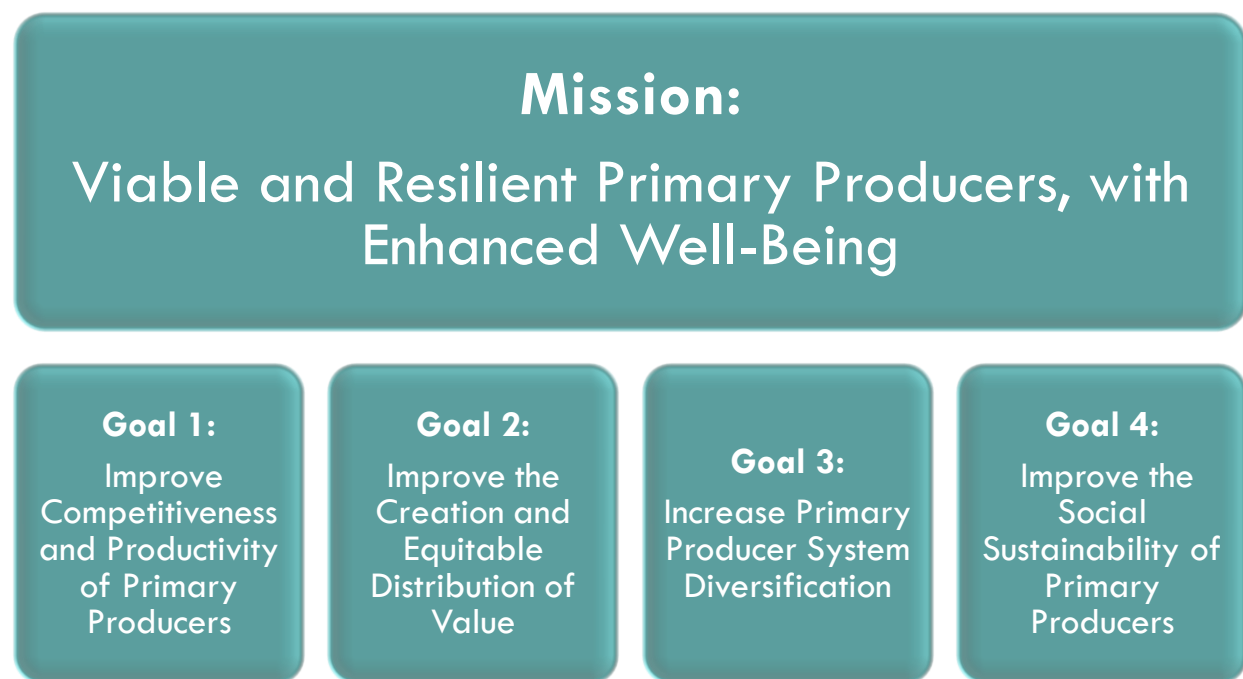 Mission:
Viable and Resilient Primary Producers, with
Enhanced Well-Being
Goal 1:
Improve
Competitiveness
and Productivity
of Primary
Producers
Goal 2:
Improve the
Creation and
Equitable
Distribution of
Value
Goal 3:
Increase Primary
Producer System
Diversification
Goal 4:
Improve the
Social
Sustainability of
Primary
Producers